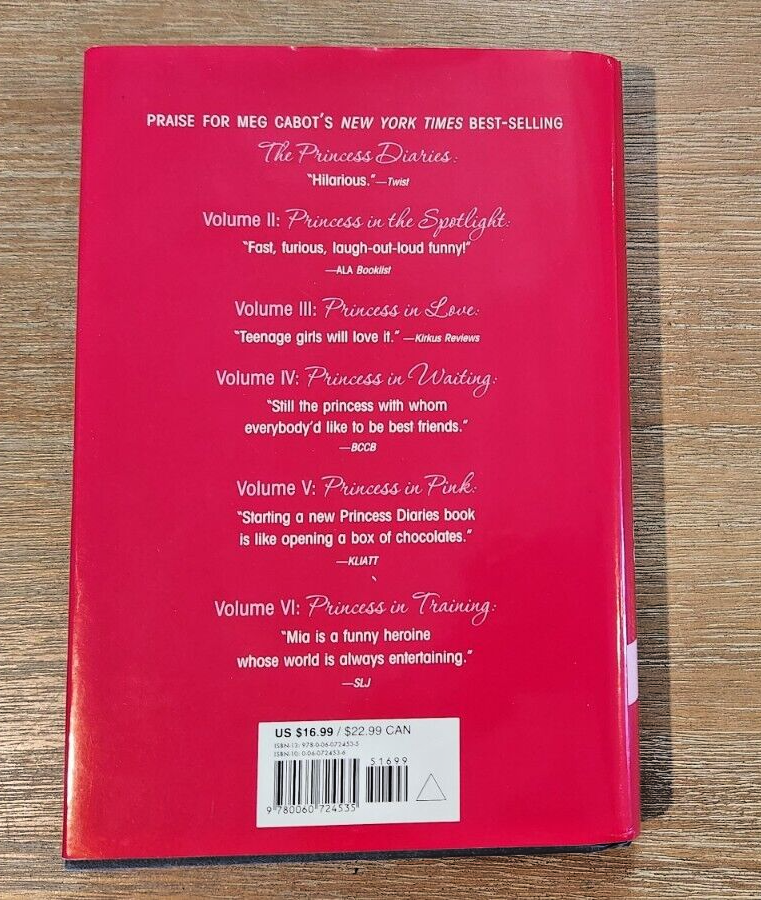 PRAISE FOR MEG CABOT'S NEW YORK TIMES BEST-SELLING
The Princess Diaries:
"Hilarious."—Twist
Volume II: Princess in the Spotlight:
"Fast, furious, laugh-out-loud funny!"
—ALA Booklist
Volume III: Princess in Love:
"Teenage girls will love it." —Kirkus Reviews
Volume IV: Princess in Waiting:
"Still the princess with whom
everybody'd like to be best friends."
—BCCB
Volume V: Princess in Pink:
"Starting a new Princess Diaries book
is like opening a box of chocolates."
—KLIATT
Volume VI: Princess in Training:
"Mia is a funny heroine
whose world is always entertaining."
—SLJ
US $16.99 / $22.99 CAN
ISBN-13: 978-0-06-072453-5
ISBN-10: 0-06-072453-6
51699
9 780060 724535